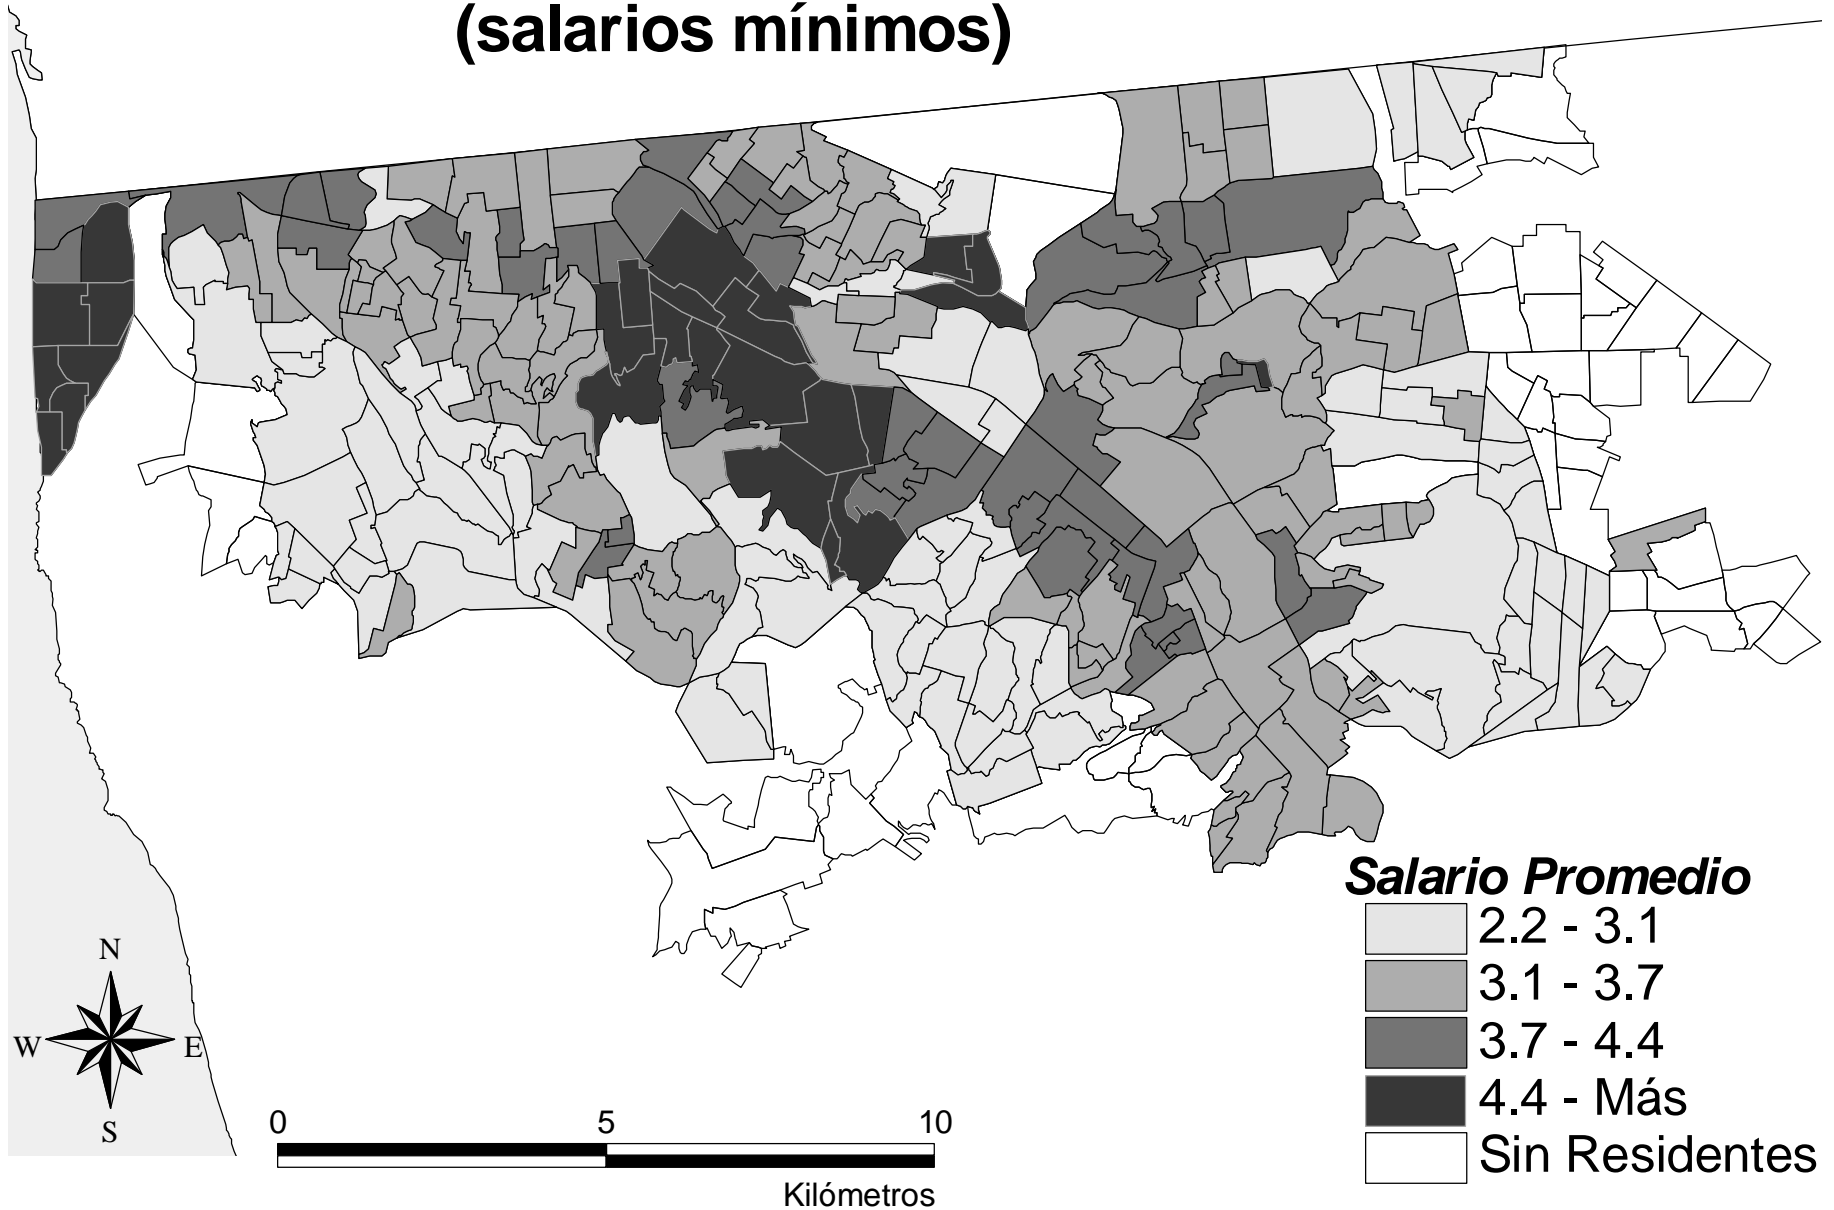 (salarios mínimos)
Salario Promedio
2.2 - 3.1
3.1 - 3.7
3.7 - 4.4
4.4 - Más
Sin Residentes
N
W E
S
0 5 10
Kilómetros